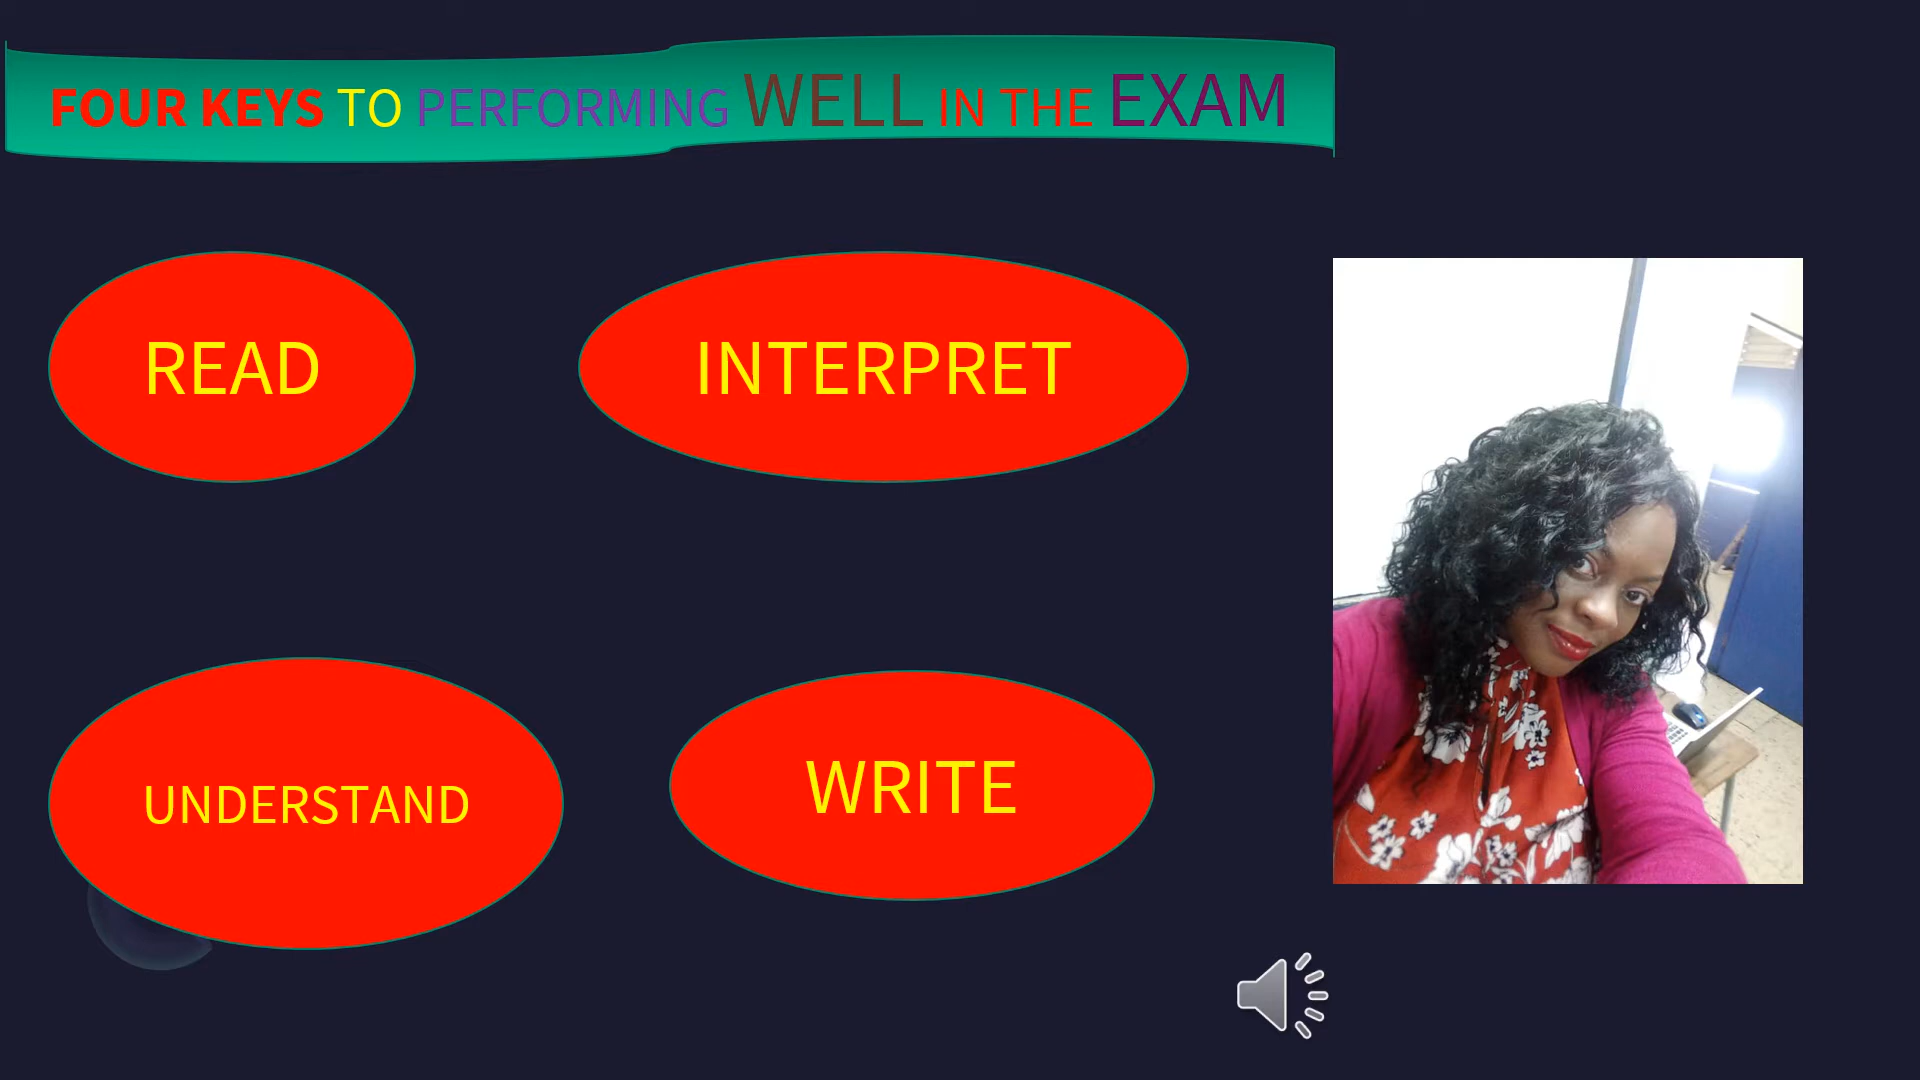 FOUR KEYS TO PERFORMING WELL IN THE EXAM
READ
INTERPRET
UNDERSTAND
WRITE